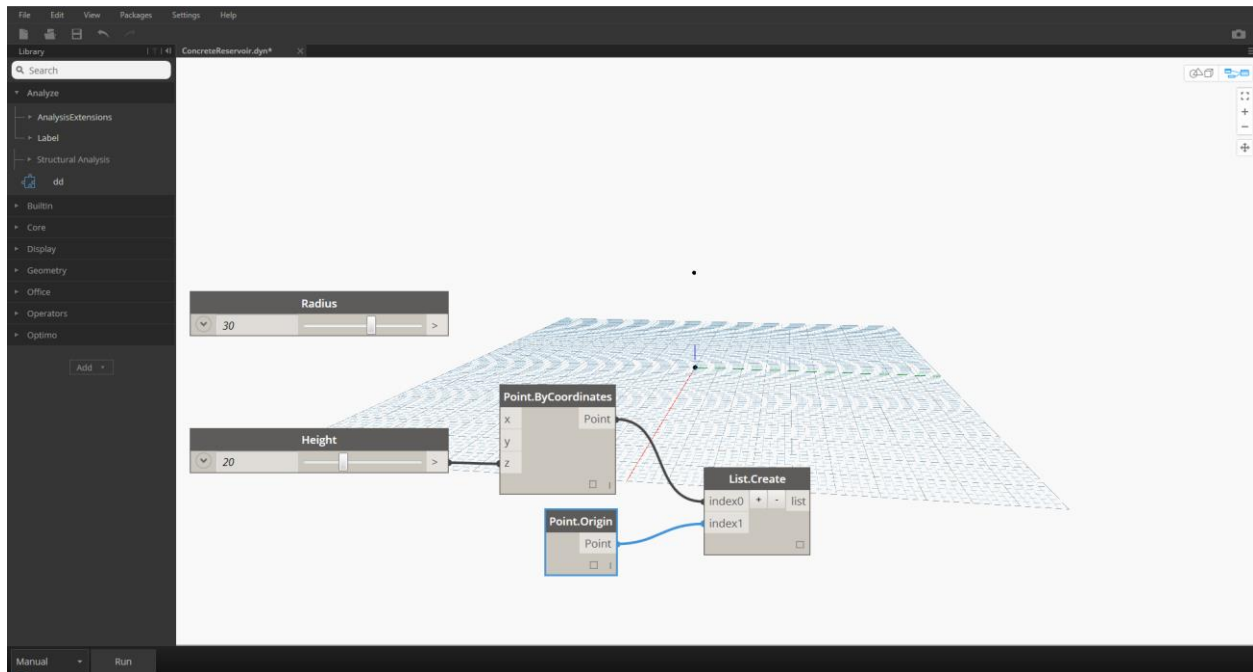 File Edit View Packages Settings Help
Library
ConcreteReservoir.dyn* X
Search
Analyze
AnalysisExtensions
Label
Structural Analysis
dd
BuiltIn
Core
Display
Geometry
Office
Operators
Optimo
Add
Radius
30 >
Point.ByCoordinates
x Point
y
z
Height
20 >
List.Create
index0 + - list
index1
Point.Origin
Point
Manual Run